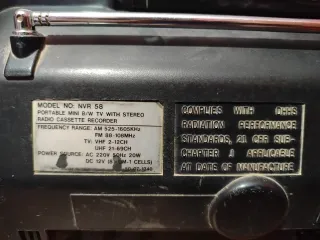 MODEL NO: NVR 58
PORTABLE MINI B/W TV WITH STEREO
RADIO CASSETTE RECORDER
FREQUENCY RANGE: AM 525-1605KHz
FM 88-108MHz
TV: VHF 2-12CH
UHF 21-69CH
POWER SOURCE: AC 220V 50Hz 20W
DC 12V CELLS)
COMPLIES WITH DHHS
RADIATION PERFORMANCE
STANDARDS, 21 CFR SUB-
CHAPTER J APPLICABLE
AT DATE OF MANUFACTURE